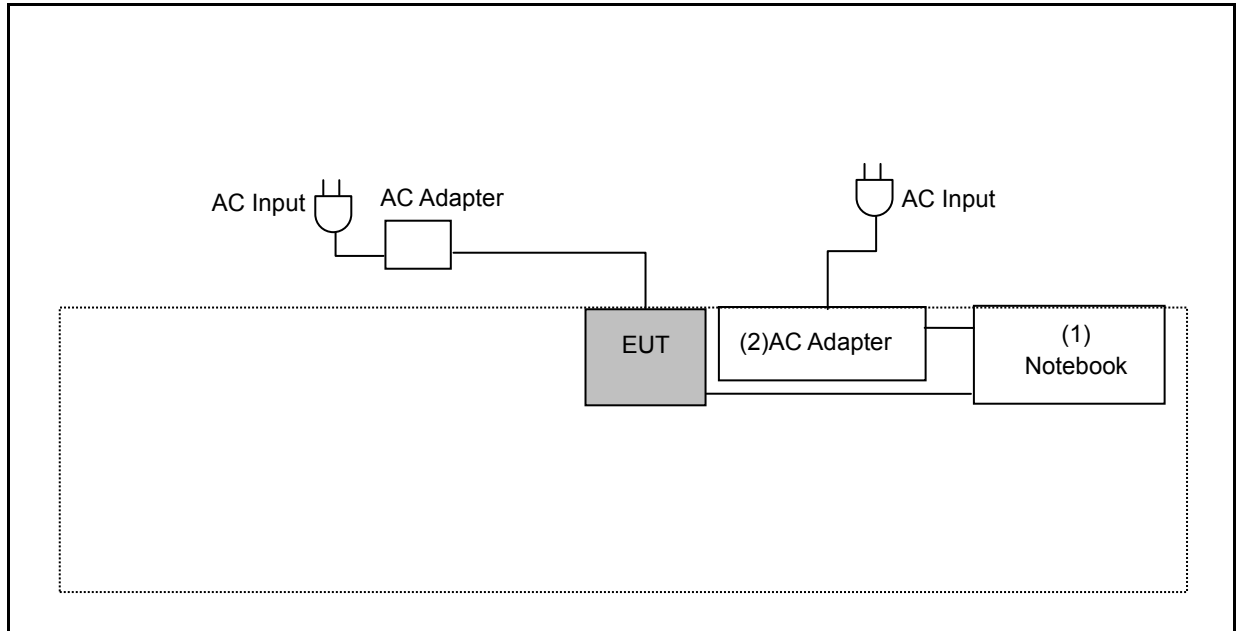 AC Input
AC Adapter
AC Input
EUT
(2)AC Adapter
(1)
Notebook